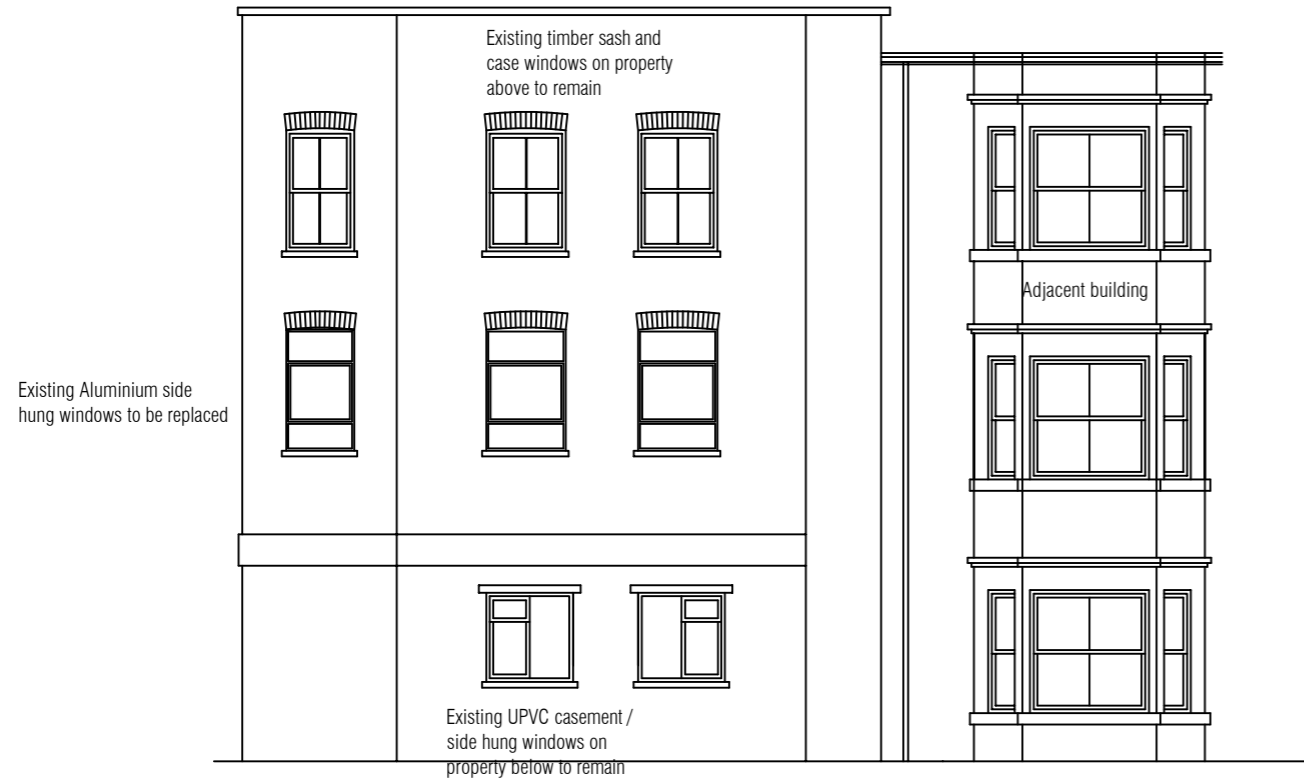 Existing timber sash and
case windows on property
above to remain
Adjacent building
Existing Aluminium side
hung windows to be replaced
Existing UPVC casement /
side hung windows on
property below to remain